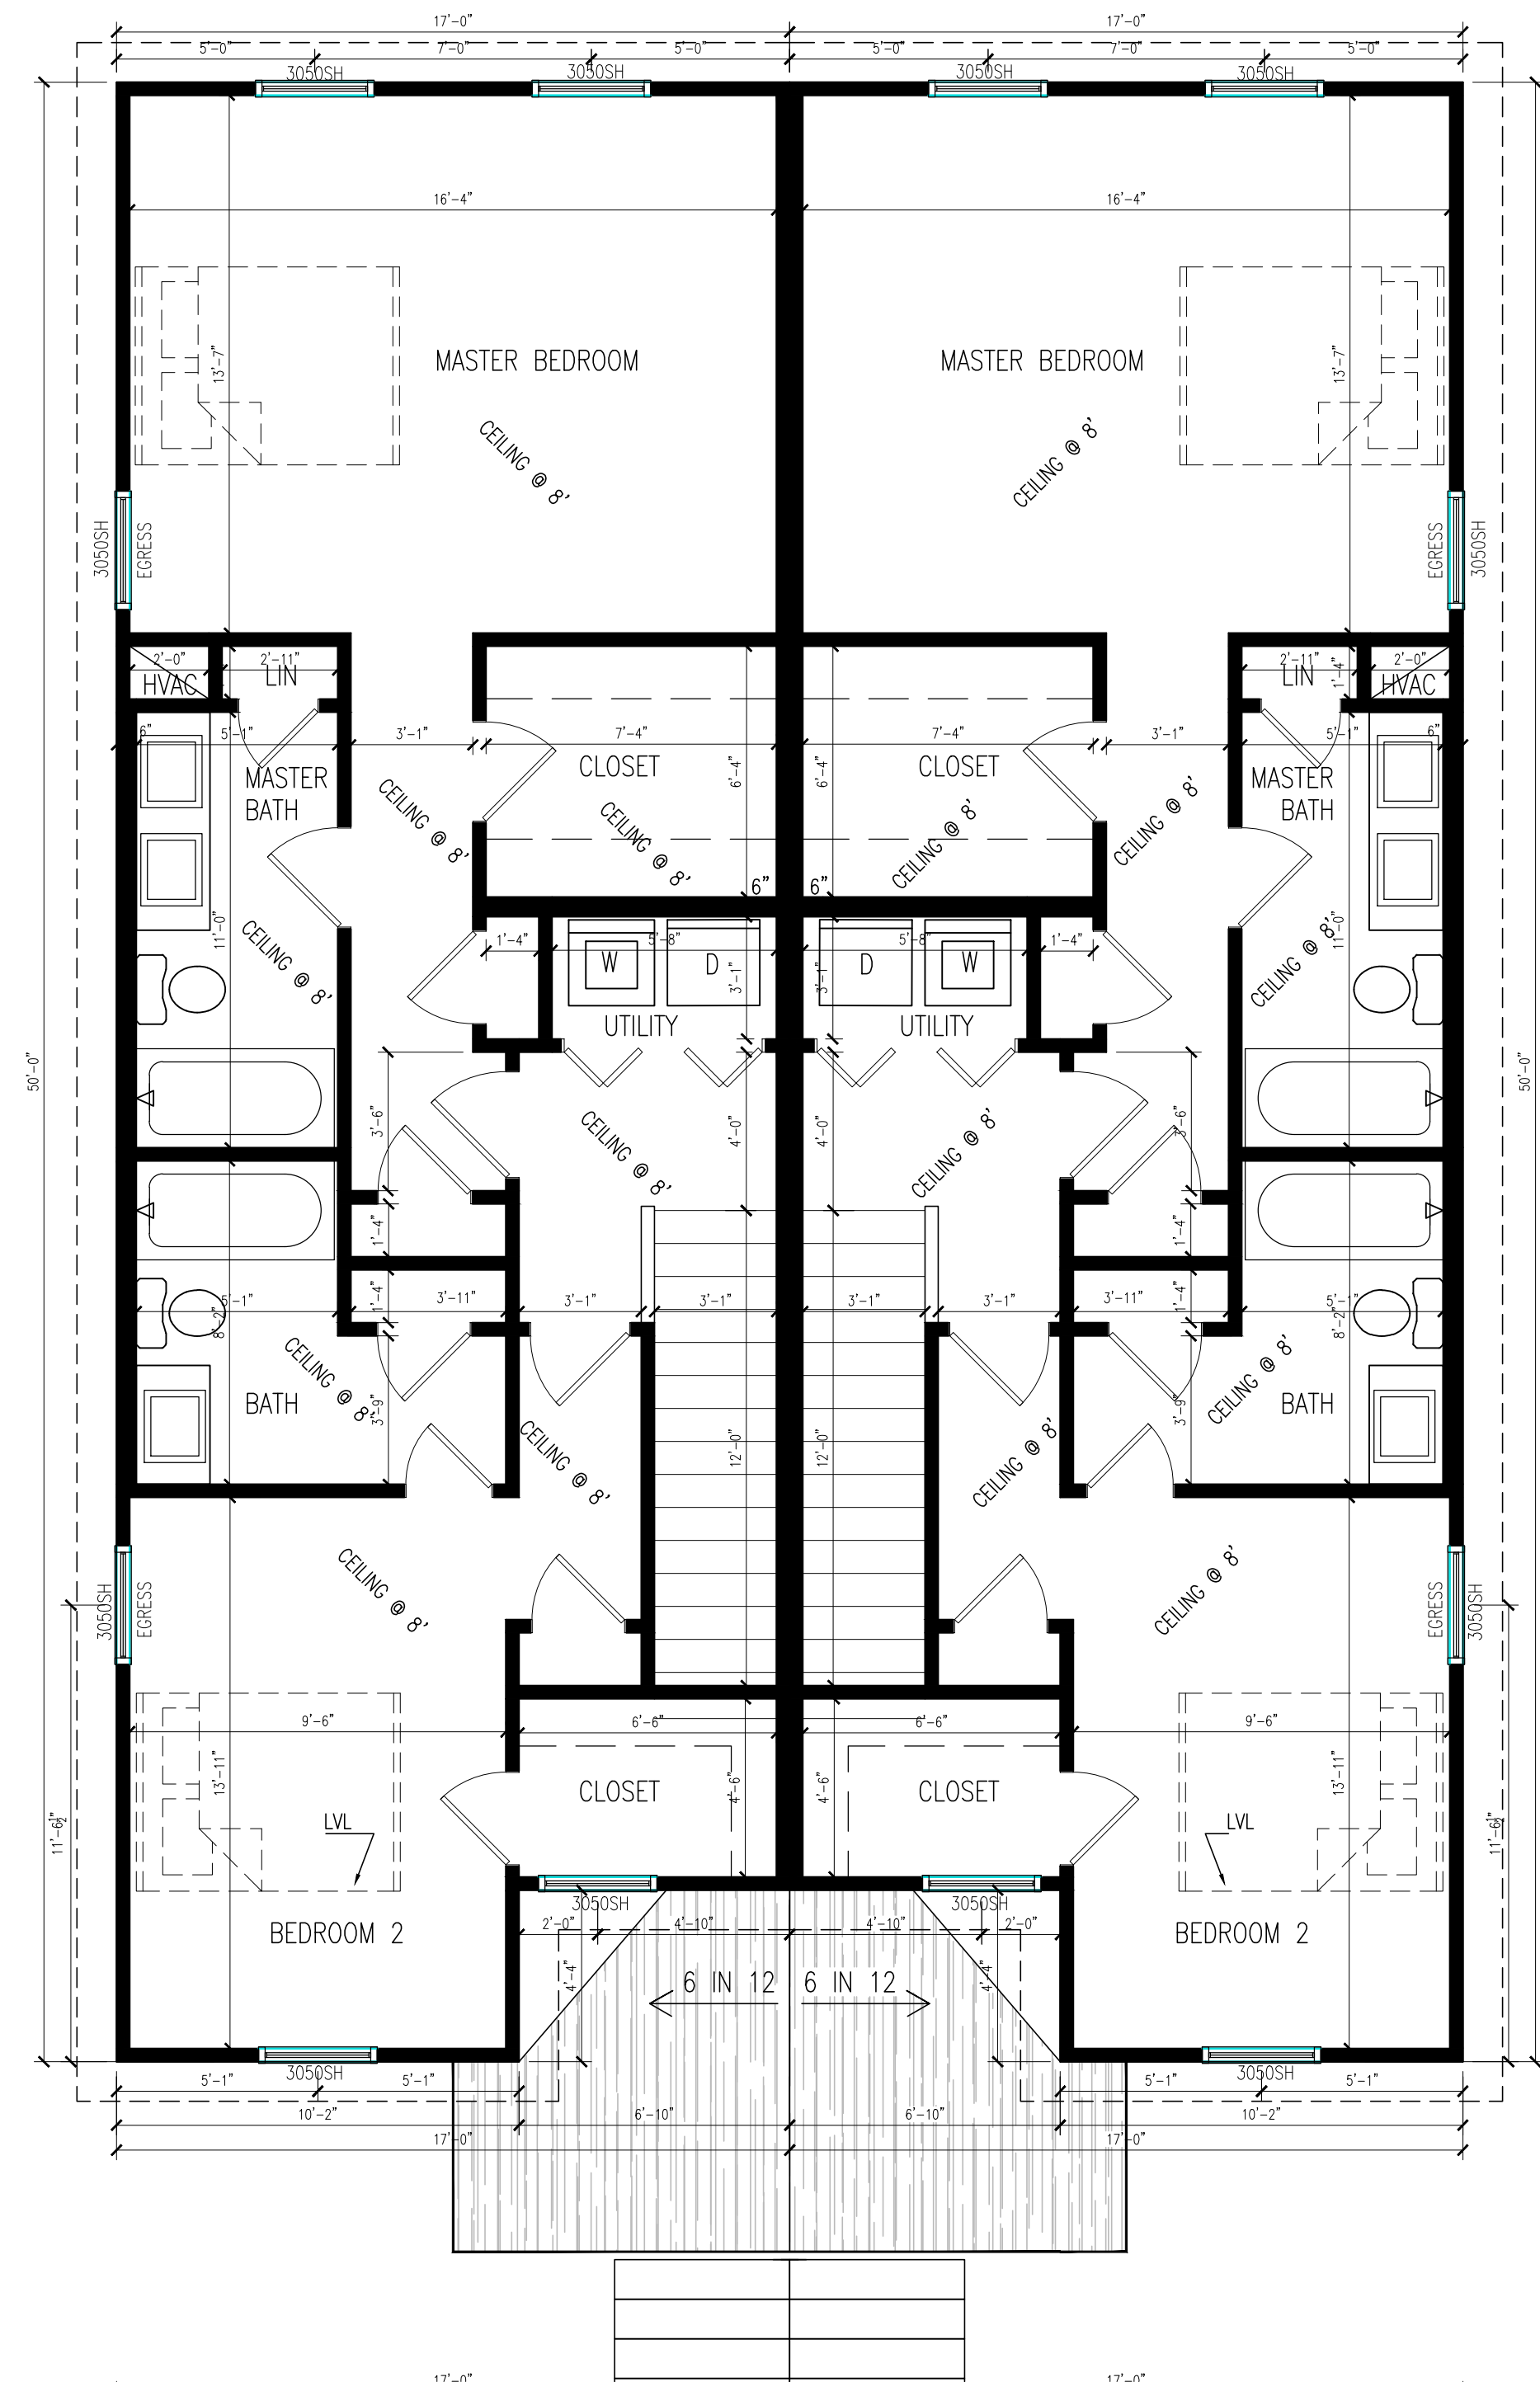 17'-0" 17'-0"
5'-0" 7'-0" 5'-0" 5'-0" 7'-0" 5'-0"
3050SH 3050SH 3050SH 3050SH
16'-4" 16'-4"
13'-7" 13'-7"
MASTER BEDROOM MASTER BEDROOM
CEILING @ 8' CEILING @ 8'
3050SH EGRESS EGRESS 3050SH
2'-0" 2'-11" 2'-11" 1'-4" 2'-0"
HVAC LIN LIN HVAC
6" 5'-1" 3'-1" 7'-4" 7'-4" 3'-1" 5'-1" 6"
CLOSET CLOSET
6'-4" 6'-4"
MASTER MASTER
BATH BATH
CEILING @ 8' CEILING @ 8' CEILING @ 8' CEILING @ 8'
6" 6"
11'-0" 11'-0"
CEILING @ 8' CEILING @ 8'
1'-4" 5'-8" 5'-8" 1'-4"
W D D W
3'-1" 3'-1"
UTILITY UTILITY
50'-0" 50'-0"
3'-6" 4'-0" 4'-0" 3'-6"
CEILING @ 8' CEILING @ 8'
1'-4" 1'-4"
1'-4" 1'-4"
5'-1" 3'-11" 3'-1" 3'-1" 3'-1" 3'-1" 3'-11" 5'-1"
8'-2" 8'-2"
CEILING @ 8' CEILING @ 8'
BATH BATH
3'-9" 3'-9"
12'-0" 12'-0"
CEILING @ 8' CEILING @ 8'
CEILING @ 8' CEILING @ 8'
3050SH EGRESS EGRESS 3050SH
9'-6" 6'-6" 6'-6" 9'-6"
13'-11" 13'-11"
CLOSET CLOSET
4'-6" 4'-6"
LVL LVL
11'-6½" 11'-6½"
3050SH 3050SH
2'-0" 4'-10" 4'-10" 2'-0"
BEDROOM 2 BEDROOM 2
4'-4" 4'-4"
6 IN 12 6 IN 12
3050SH 3050SH
5'-1" 5'-1" 5'-1" 5'-1"
10'-2" 6'-10" 6'-10" 10'-2"
17'-0" 17'-0"
17'-0" 17'-0"